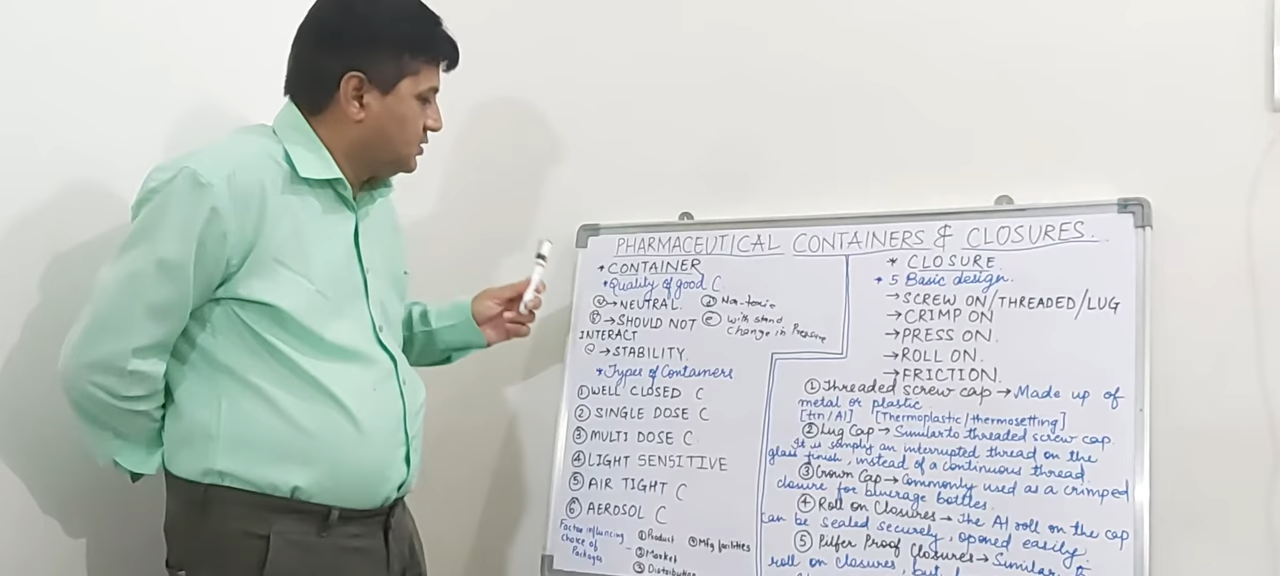 PHARMACEUTICAL CONTAINERS & CLOSURES.
* CONTAINER
* Quality of good C.
ⓐ → NEUTRAL.
ⓑ → SHOULD NOT INTERACT
ⓒ → STABILITY.
ⓓ Non-toxic
ⓔ with stand
change in Pressure
* Types of Containers
① WELL CLOSED C
② SINGLE DOSE C
③ MULTI DOSE C.
④ LIGHT SENSITIVE
⑤ AIR TIGHT C
⑥ AEROSOL C
Factor influencing
choice of
Packages
① Product
② Market
③ Distribution
④ Mfg facilities
* CLOSURE.
* 5 Basic design.
→ SCREW ON/THREADED/LUG
→ CRIMP ON
→ PRESS ON.
→ ROLL ON.
→ FRICTION.
① Threaded screw cap → Made up of
metal or plastic
[tin/Al] [Thermoplastic/thermosetting]
② Lug Cap → Similar to threaded screw cap.
It is simply an interrupted thread on the
glass finish, instead of a continuous thread.
③ Crown Cap → Commonly used as a crimped
closure for beverage bottles.
④ Roll on Closures → The Al roll on the cap
can be sealed securely, opened easily.
⑤ Pilfer Proof Closures → Similar to
roll on closures, but